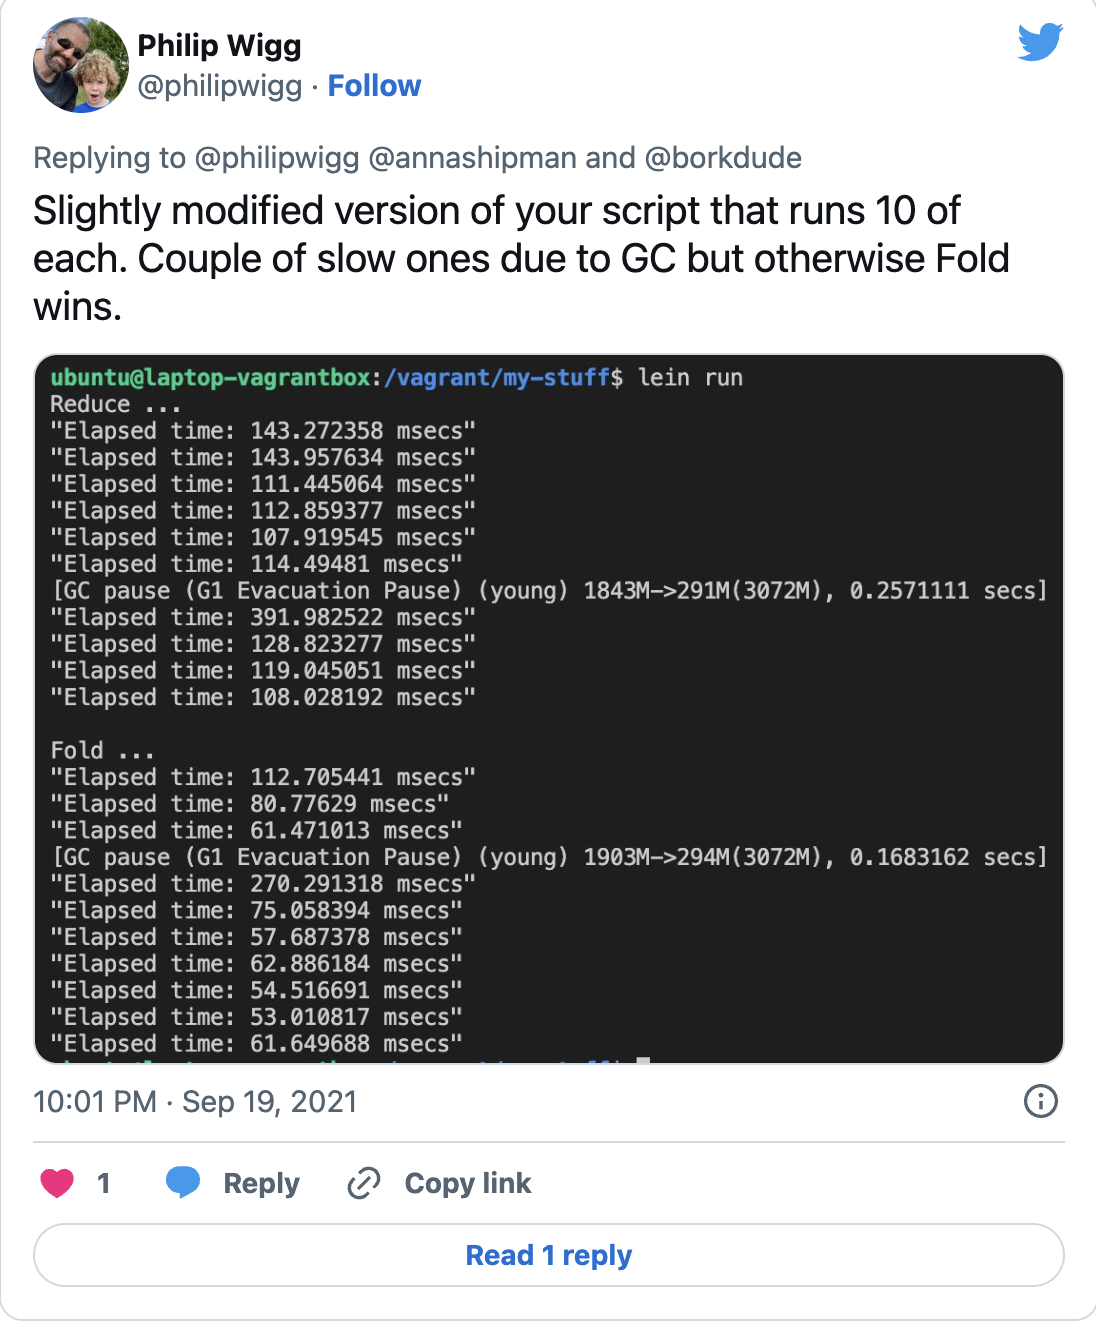 Philip Wigg
@philipwigg · Follow
Replying to @philipwigg @annashipman and @borkdude
Slightly modified version of your script that runs 10 of
each. Couple of slow ones due to GC but otherwise Fold
wins.
ubuntu@laptop-vagrantbox:/vagrant/my-stuff$ lein run
Reduce ...
"Elapsed time: 143.272358 msecs"
"Elapsed time: 143.957634 msecs"
"Elapsed time: 111.445064 msecs"
"Elapsed time: 112.859377 msecs"
"Elapsed time: 107.919545 msecs"
"Elapsed time: 114.49481 msecs"
[GC pause (G1 Evacuation Pause) (young) 1843M->291M(3072M), 0.2571111 secs]
"Elapsed time: 391.982522 msecs"
"Elapsed time: 128.823277 msecs"
"Elapsed time: 119.045051 msecs"
"Elapsed time: 108.028192 msecs"
Fold ...
"Elapsed time: 112.705441 msecs"
"Elapsed time: 80.77629 msecs"
"Elapsed time: 61.471013 msecs"
[GC pause (G1 Evacuation Pause) (young) 1903M->294M(3072M), 0.1683162 secs]
"Elapsed time: 270.291318 msecs"
"Elapsed time: 75.058394 msecs"
"Elapsed time: 57.687378 msecs"
"Elapsed time: 62.886184 msecs"
"Elapsed time: 54.516691 msecs"
"Elapsed time: 53.010817 msecs"
"Elapsed time: 61.649688 msecs"
10:01 PM · Sep 19, 2021
1 Reply Copy link
Read 1 reply